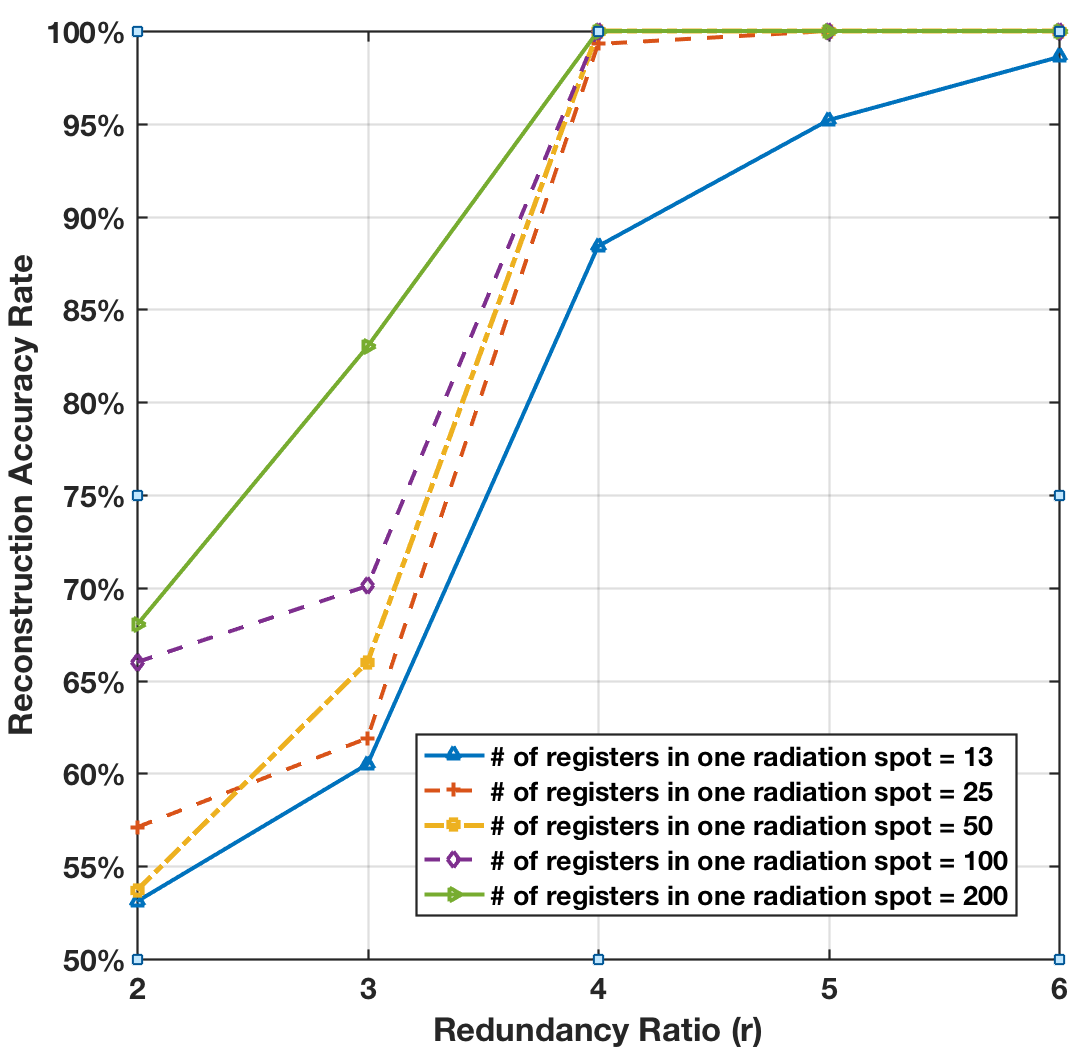 100%
95%
90%
85%
80%
75%
70%
65%
60%
55%
50%
2 3 4 5 6
Reconstruction Accuracy Rate
Redundancy Ratio (r)
# of registers in one radiation spot = 13
# of registers in one radiation spot = 25
# of registers in one radiation spot = 50
# of registers in one radiation spot = 100
# of registers in one radiation spot = 200